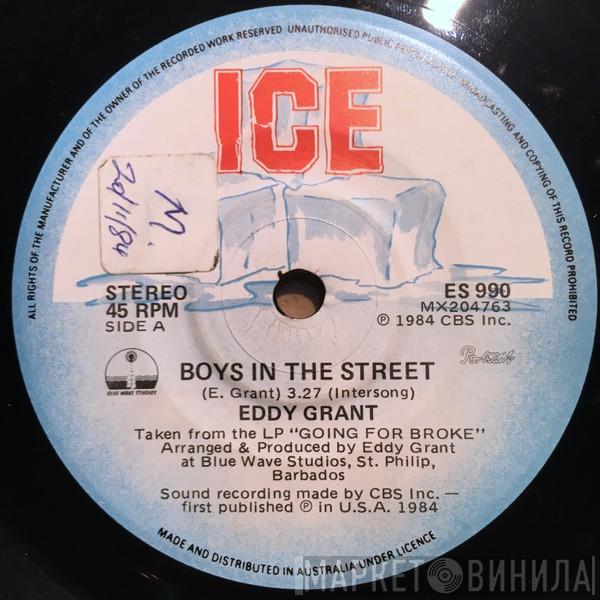 ALL RIGHTS OF THE MANUFACTURER AND OF THE OWNER OF THE RECORDED WORK RESERVED UNAUTHORISED PUBLIC PERFORMANCE BROADCASTING AND COPYING OF THIS RECORD PROHIBITED
ICE
M.
20/11/84
STEREO
45 RPM
SIDE A
ES 990
MX204763
℗ 1984 CBS Inc.
BLUE WAVE STUDIOS
Portrait
BOYS IN THE STREET
(E. Grant) 3.27 (Intersong)
EDDY GRANT
Taken from the LP "GOING FOR BROKE"
Arranged & Produced by Eddy Grant
at Blue Wave Studios, St. Philip,
Barbados
Sound recording made by CBS Inc. —
first published ℗ in U.S.A. 1984
MADE AND DISTRIBUTED IN AUSTRALIA UNDER LICENCE
МАРКЕТ ВИНИЛА